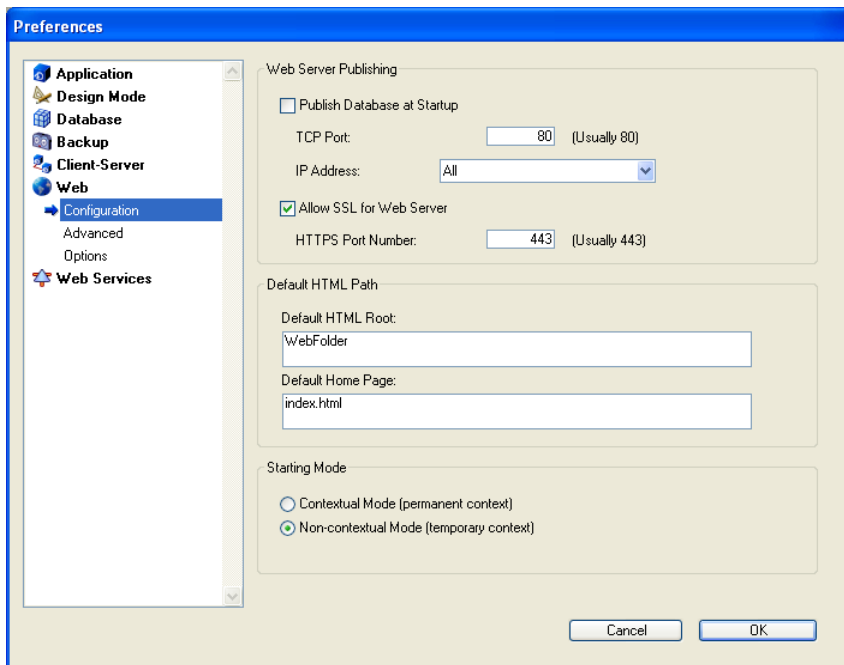 Preferences
Application
Design Mode
Database
Backup
Client-Server
Web
Configuration
Advanced
Options
Web Services
Web Server Publishing
Publish Database at Startup
TCP Port: 80 (Usually 80)
IP Address: All
Allow SSL for Web Server
HTTPS Port Number: 443 (Usually 443)
Default HTML Path
Default HTML Root:
WebFolder
Default Home Page:
index.html
Starting Mode
Contextual Mode (permanent context)
Non-contextual Mode (temporary context)
Cancel OK